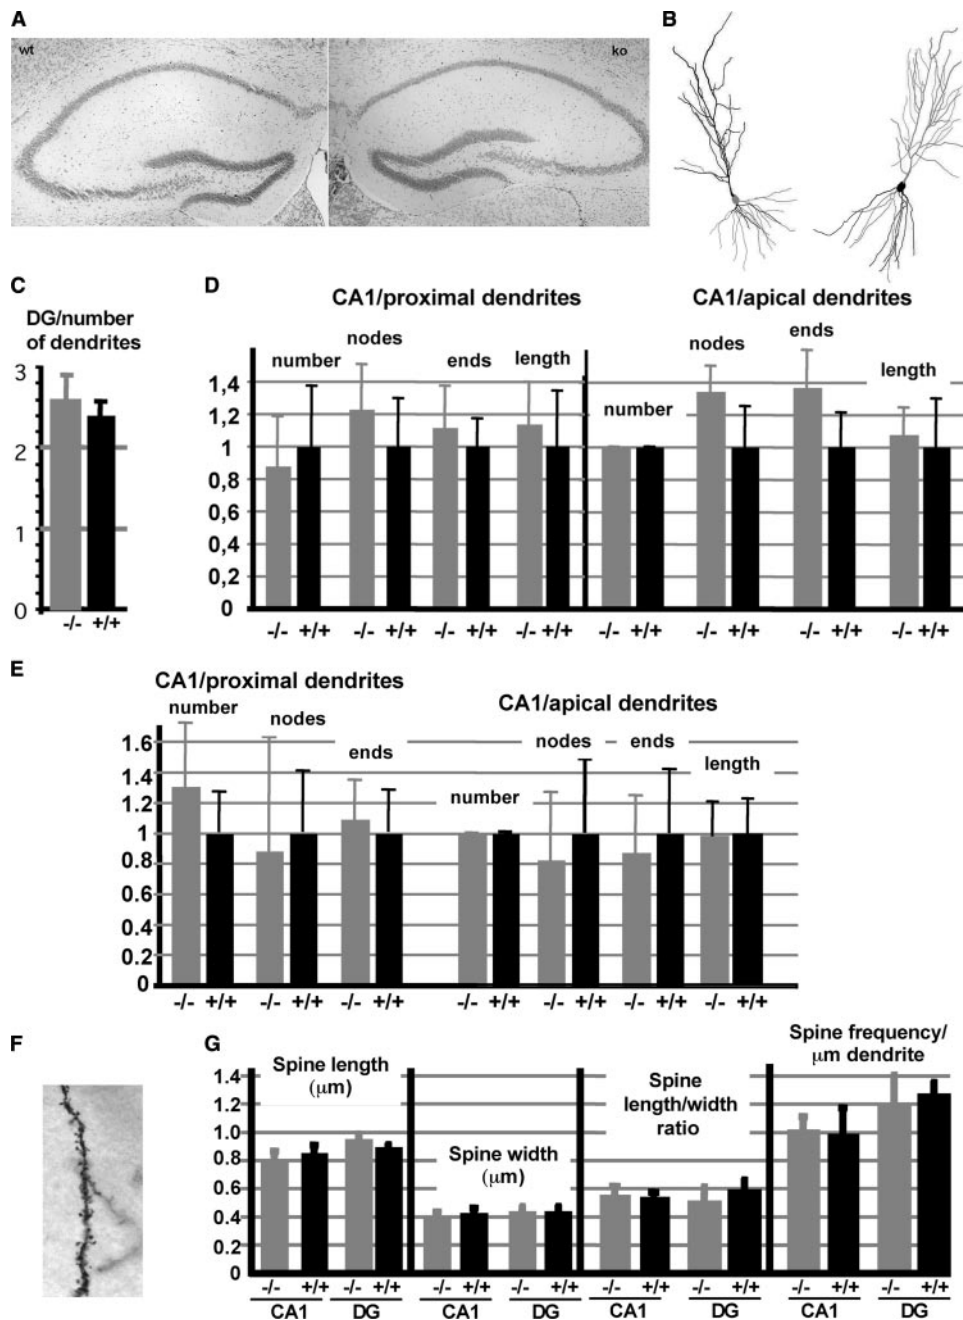 A
B
wt
ko
C
D
DG/number
of dendrites
3
2
1
0
-/- +/+
CA1/proximal dendrites
CA1/apical dendrites
number
nodes
ends
length
number
nodes
ends
length
1,4
1,2
1
0,8
0,6
0,4
0,2
0
-/- +/+ -/- +/+ -/- +/+ -/- +/+ -/- +/+ -/- +/+ -/- +/+ -/- +/+
E
CA1/proximal dendrites
CA1/apical dendrites
number
nodes
ends
number
nodes
ends
length
1.6
1.4
1.2
1
0.8
0.6
0.4
0.2
0
-/- +/+ -/- +/+ -/- +/+ -/- +/+ -/- +/+ -/- +/+ -/- +/+
F
G
Spine length
(μm)
Spine width
(μm)
Spine
length/width
ratio
Spine frequency/
μm dendrite
1.4
1.2
1.0
0.8
0.6
0.4
0.2
0
-/- +/+ -/- +/+ -/- +/+ -/- +/+ -/- +/+ -/- +/+ -/- +/+ -/- +/+
CA1 DG CA1 DG CA1 DG CA1 DG